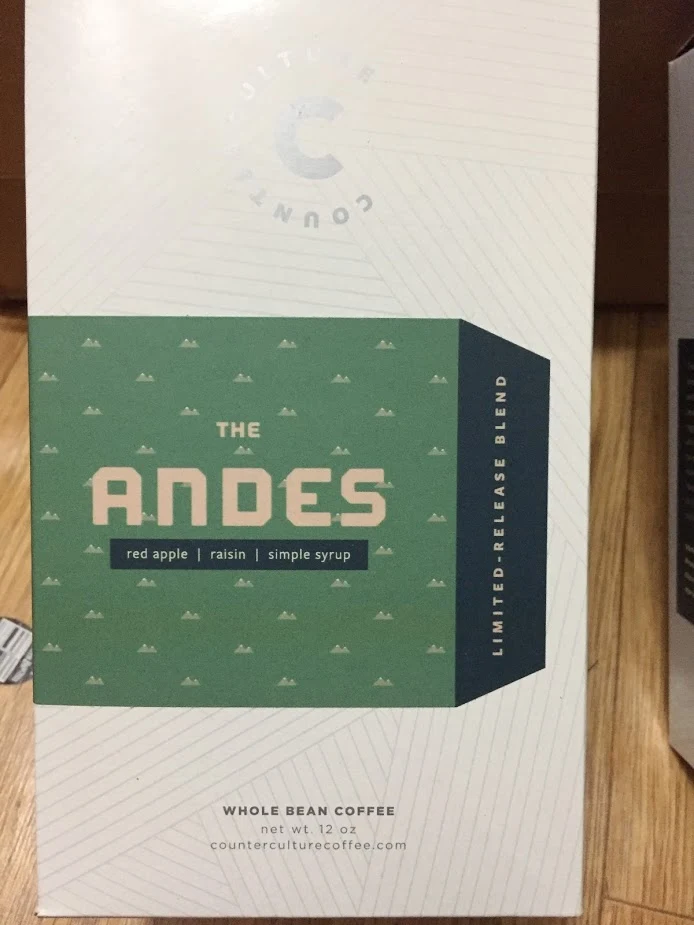 COUNTER CULTURE
C
THE
ANDES
red apple | raisin | simple syrup
LIMITED-RELEASE BLEND
WHOLE BEAN COFFEE
net wt. 12 oz
counterculturecoffee.com